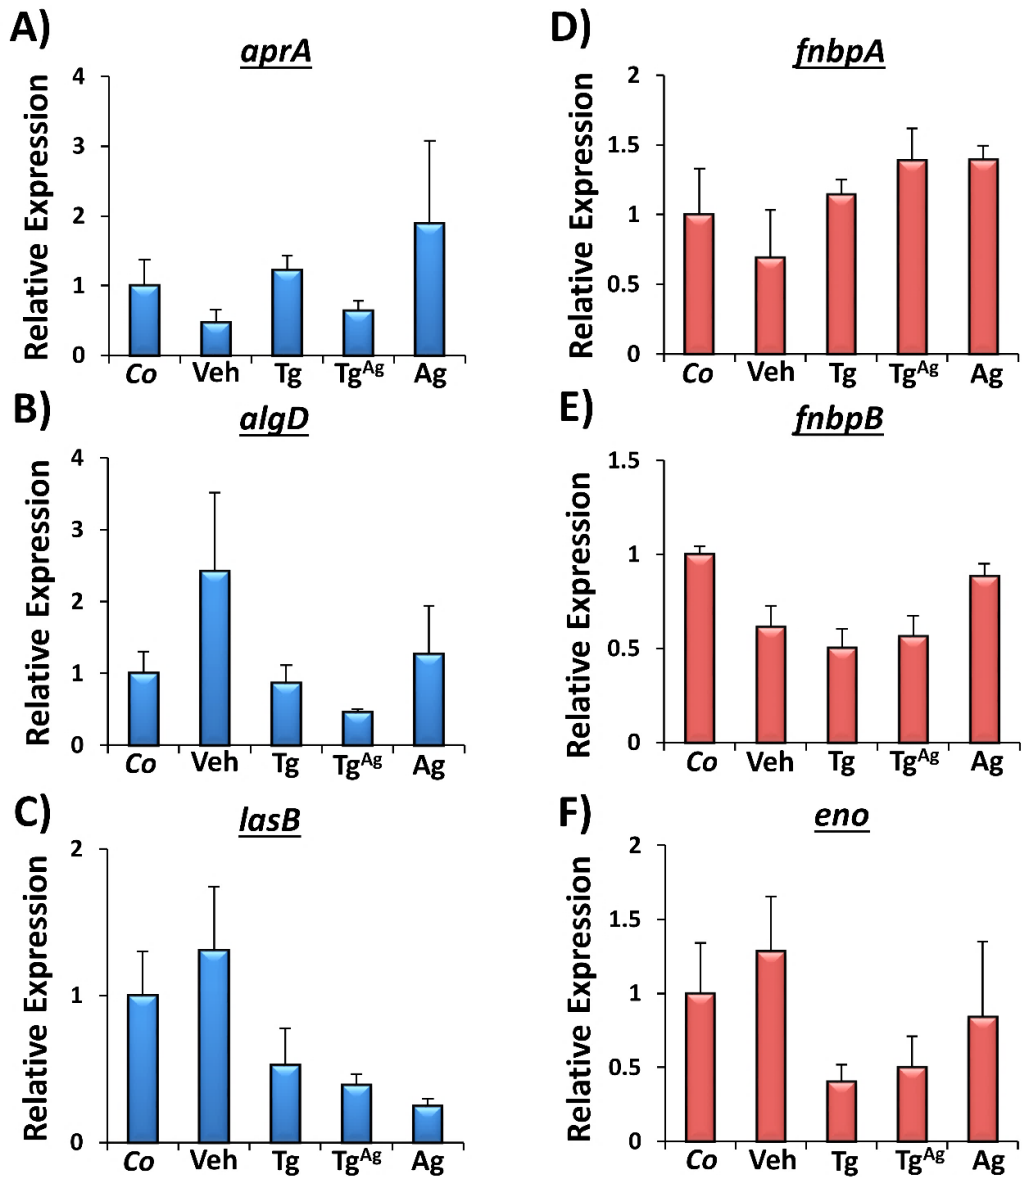 A)
aprA
Relative Expression
4
3
2
1
0
Co Veh Tg TgAg Ag
B)
algD
Relative Expression
4
3
2
1
0
Co Veh Tg TgAg Ag
C)
lasB
Relative Expression
2
1
0
Co Veh Tg TgAg Ag
D)
fnbpA
Relative Expression
2
1.5
1
0.5
0
Co Veh Tg TgAg Ag
E)
fnbpB
Relative Expression
1.5
1
0.5
0
Co Veh Tg TgAg Ag
F)
eno
Relative Expression
2
1.5
1
0.5
0
Co Veh Tg TgAg Ag